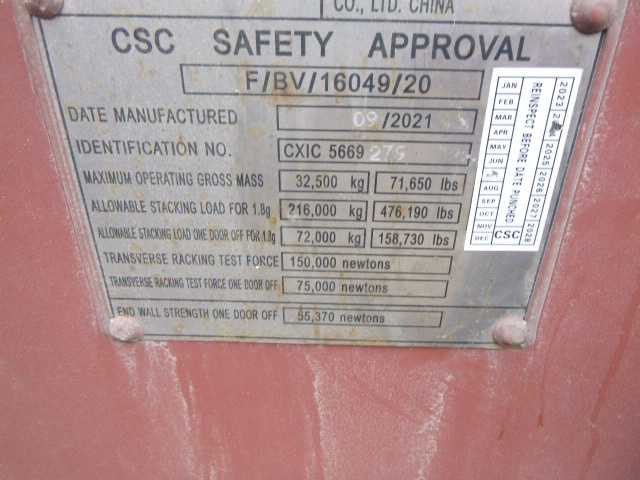 CO., LTD. CHINA
CSC SAFETY APPROVAL
F/BV/16049/20
DATE MANUFACTURED 09/2021
IDENTIFICATION NO. CXIC 5669
MAXIMUM OPERATING GROSS MASS 32,500 kg 71,650 lbs
ALLOWABLE STACKING LOAD FOR 1.8g 216,000 kg 476,190 lbs
ALLOWABLE STACKING LOAD ONE DOOR OFF FOR 1.8g 72,000 kg 158,730 lbs
TRANSVERSE RACKING TEST FORCE 150,000 newtons
TRANSVERSE RACKING TEST FORCE ONE DOOR OFF 75,000 newtons
END WALL STRENGTH ONE DOOR OFF 55,370 newtons
JAN
FEB
MAR
APR
MAY
JUN
AUG
SEP
OCT
NOV
DEC
REINSPECT BEFORE DATE PUNCHED
CSC
2023 2025 2026 2027 2028